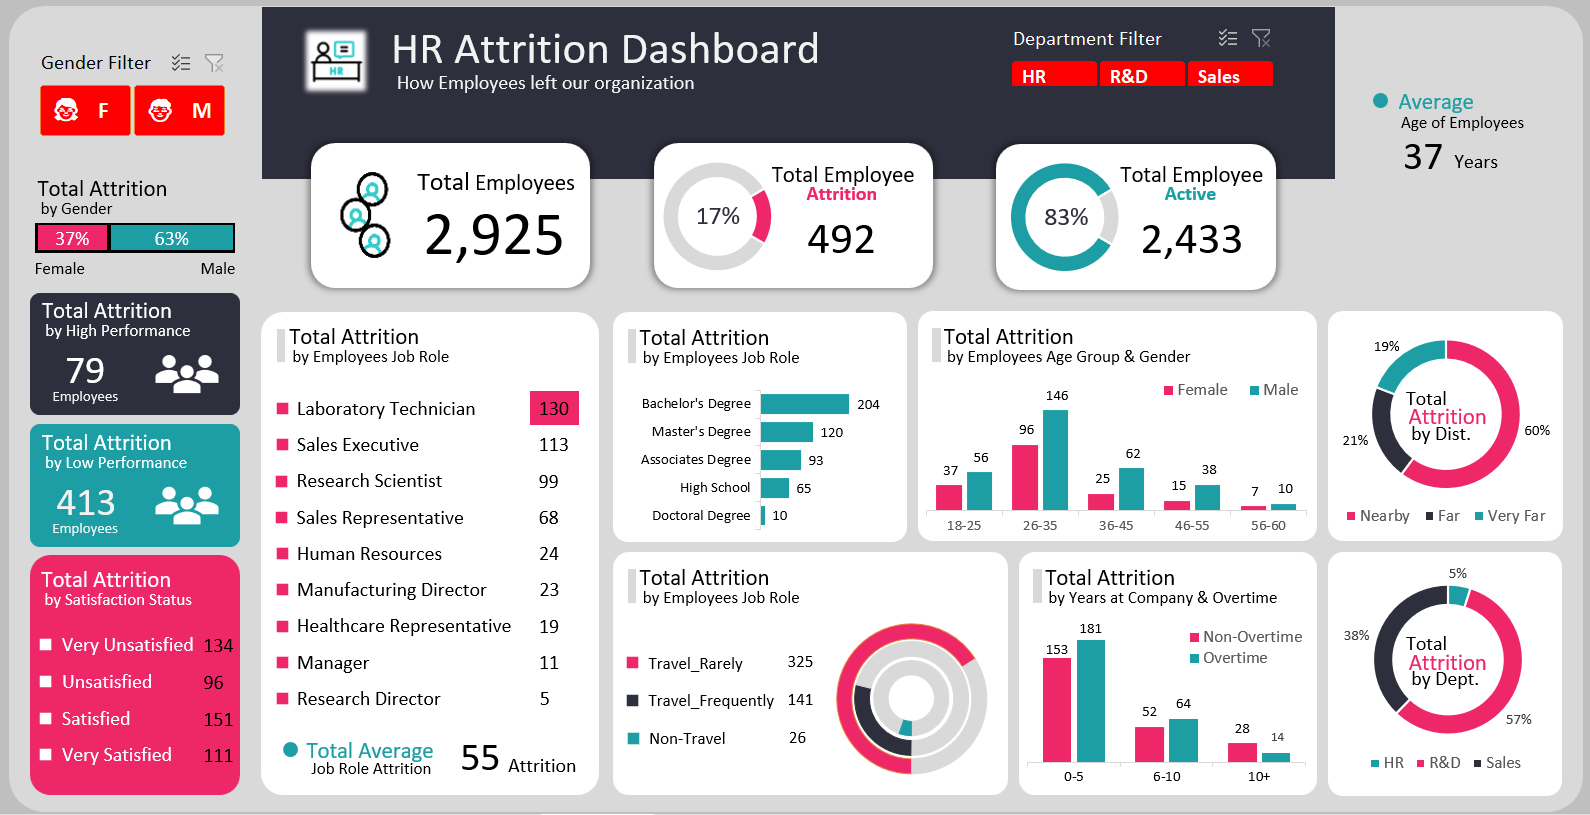 Gender Filter
F
M
HR
HR Attrition Dashboard
How Employees left our organization
Department Filter
HR
R&D
Sales
Average
Age of Employees
37 Years
Total Attrition
by Gender
37%
63%
Female
Male
Total Employees
2,925
17%
Total Employee
Attrition
492
83%
Total Employee
Active
2,433
Total Attrition
by High Performance
79
Employees
Total Attrition
by Low Performance
413
Employees
Total Attrition
by Satisfaction Status
Very Unsatisfied 134
Unsatisfied 96
Satisfied 151
Very Satisfied 111
Total Attrition
by Employees Job Role
Laboratory Technician 130
Sales Executive 113
Research Scientist 99
Sales Representative 68
Human Resources 24
Manufacturing Director 23
Healthcare Representative 19
Manager 11
Research Director 5
Total Average
Job Role Attrition
55 Attrition
Total Attrition
by Employees Job Role
Bachelor's Degree 204
Master's Degree 120
Associates Degree 93
High School 65
Doctoral Degree 10
Total Attrition
by Employees Age Group & Gender
Female
Male
37 56 96 146 25 62 15 38 7 10
18-25 26-35 36-45 46-55 56-60
19%
21%
60%
Total
Attrition
by Dist.
Nearby Far Very Far
Total Attrition
by Employees Job Role
Travel_Rarely 325
Travel_Frequently 141
Non-Travel 26
Total Attrition
by Years at Company & Overtime
Non-Overtime
Overtime
153 181 52 64 28 14
0-5 6-10 10+
5%
38%
57%
Total
Attrition
by Dept.
HR R&D Sales